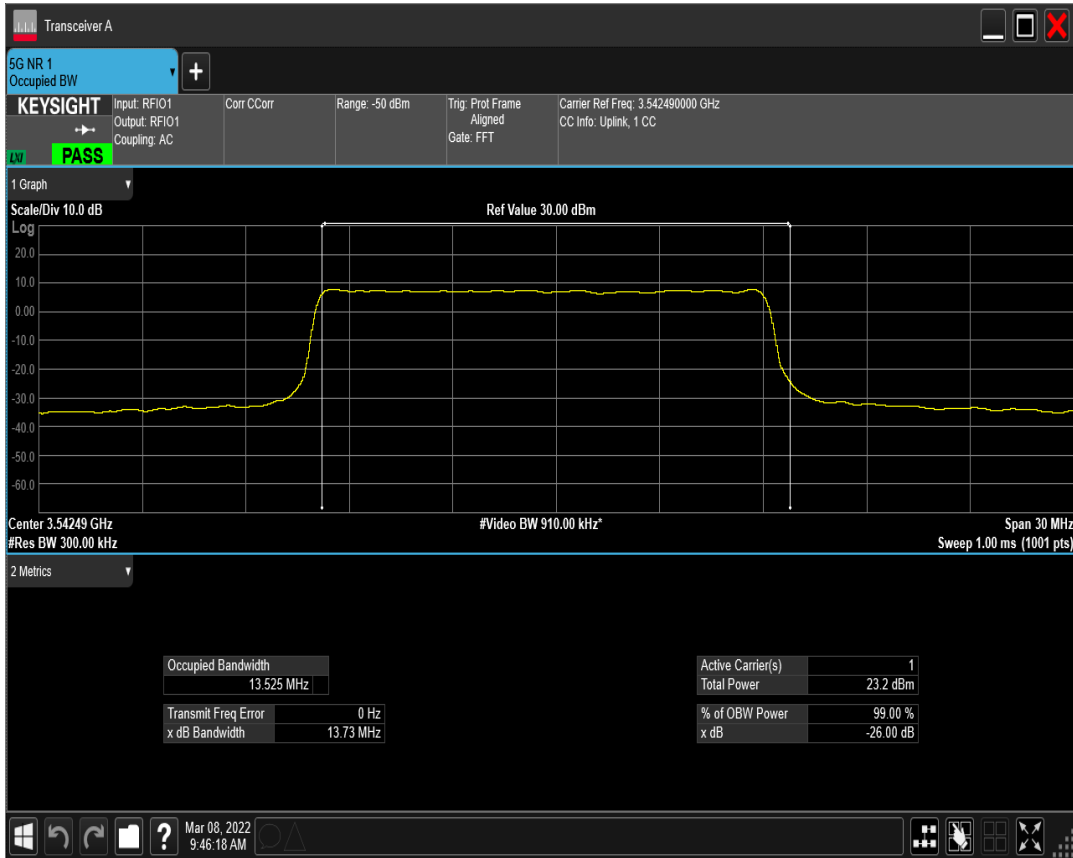 Transceiver A
5G NR 1
Occupied BW
+
KEYSIGHT
LXI
PASS
Input: RFIO1
Output: RFIO1
Coupling: AC
Corr CCorr
Range: -50 dBm
Trig: Prot Frame
Aligned
Gate: FFT
Carrier Ref Freq: 3.542490000 GHz
CC Info: Uplink, 1 CC
1 Graph
Scale/Div 10.0 dB
Ref Value 30.00 dBm
Log
20.0
10.0
0.00
-10.0
-20.0
-30.0
-40.0
-50.0
-60.0
Center 3.54249 GHz
#Video BW 910.00 kHz*
Span 30 MHz
#Res BW 300.00 kHz
Sweep 1.00 ms (1001 pts)
2 Metrics
Occupied Bandwidth
13.525 MHz
Transmit Freq Error 0 Hz
x dB Bandwidth 13.73 MHz
Active Carrier(s) 1
Total Power 23.2 dBm
% of OBW Power 99.00 %
x dB -26.00 dB
?
Mar 08, 2022
9:46:18 AM